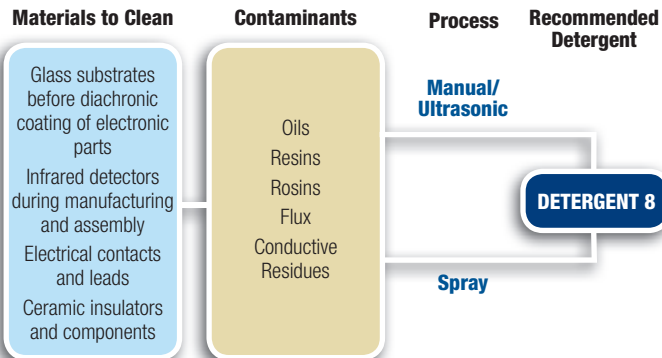 Materials to Clean
Contaminants
Process
Recommended
Detergent
Glass substrates
before diachronic
coating of electronic
parts
Infrared detectors
during manufacturing
and assembly
Electrical contacts
and leads
Ceramic insulators
and components
Oils
Resins
Rosins
Flux
Conductive
Residues
Manual/
Ultrasonic
Spray
DETERGENT 8